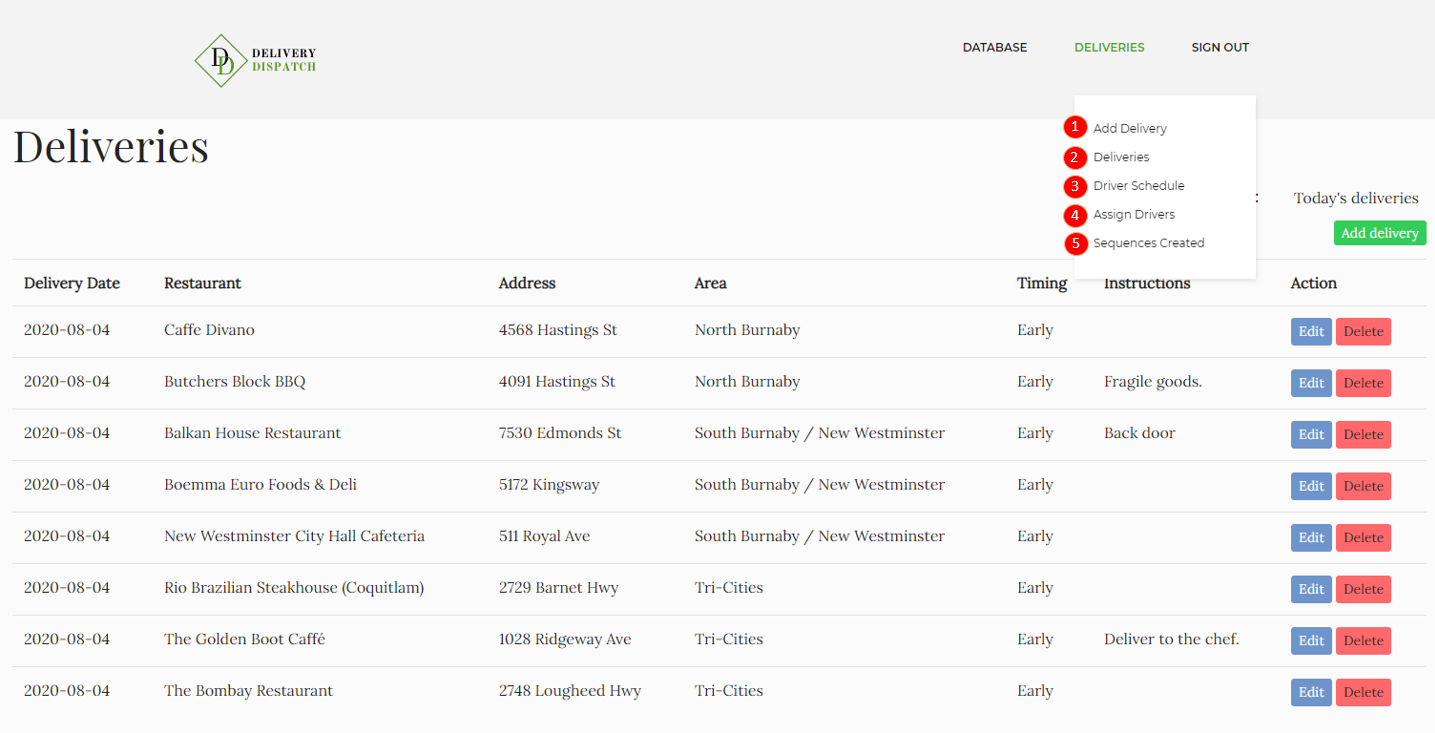 DD DELIVERY DISPATCH
DATABASE DELIVERIES SIGN OUT
1 Add Delivery
2 Deliveries
3 Driver Schedule
4 Assign Drivers
5 Sequences Created
Deliveries
: Today's deliveries
Add delivery
Delivery Date Restaurant Address Area Timing Instructions Action
2020-08-04 Caffe Divano 4568 Hastings St North Burnaby Early Edit Delete
2020-08-04 Butchers Block BBQ 4091 Hastings St North Burnaby Early Fragile goods. Edit Delete
2020-08-04 Balkan House Restaurant 7530 Edmonds St South Burnaby / New Westminster Early Back door Edit Delete
2020-08-04 Boemma Euro Foods & Deli 5172 Kingsway South Burnaby / New Westminster Early Edit Delete
2020-08-04 New Westminster City Hall Cafeteria 511 Royal Ave South Burnaby / New Westminster Early Edit Delete
2020-08-04 Rio Brazilian Steakhouse (Coquitlam) 2729 Barnet Hwy Tri-Cities Early Edit Delete
2020-08-04 The Golden Boot Caffé 1028 Ridgeway Ave Tri-Cities Early Deliver to the chef. Edit Delete
2020-08-04 The Bombay Restaurant 2748 Lougheed Hwy Tri-Cities Early Edit Delete